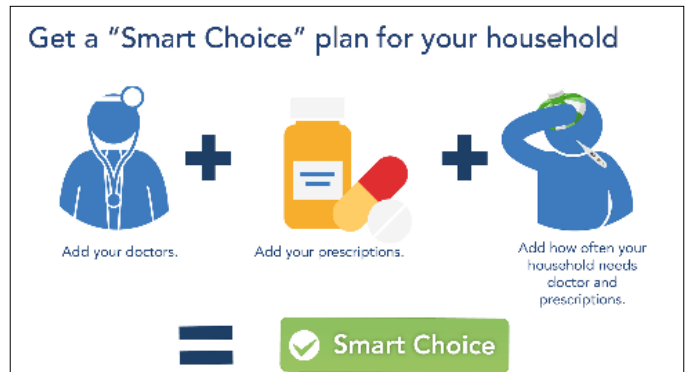 Get a “Smart Choice” plan for your household
Add your doctors.
Add your prescriptions.
Add how often your
household needs
doctor and
prescriptions.
Smart Choice